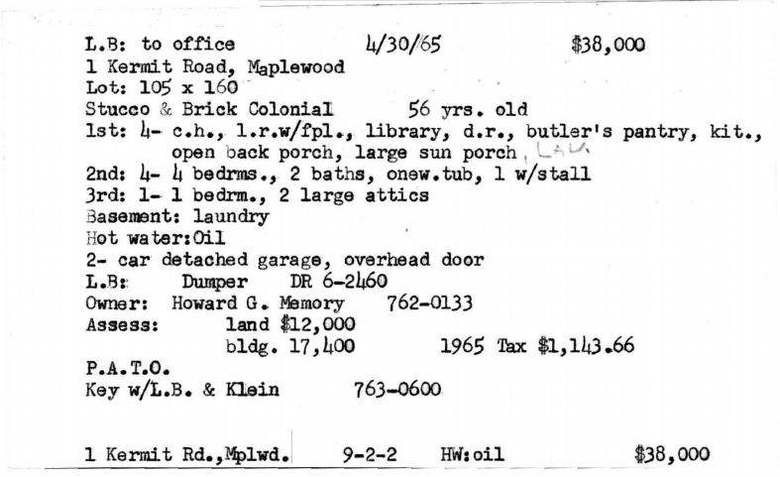 L.B: to office 4/30/65 $38,000
1 Kermit Road, Maplewood
Lot: 105 x 160
Stucco & Brick Colonial 56 yrs. old
1st: 4- c.h., l.r.w/fpl., library, d.r., butler's pantry, kit.,
open back porch, large sun porch, LAV.
2nd: 4- 4 bedrms., 2 baths, onew.tub, 1 w/stall
3rd: 1- 1 bedrm., 2 large attics
Basement: laundry
Hot water:Oil
2- car detached garage, overhead door
L.B: Dumper DR 6-2460
Owner: Howard G. Memory 762-0133
Assess: land $12,000
bldg. 17,400 1965 Tax $1,143.66
P.A.T.O.
Key w/L.B. & Klein 763-0600
1 Kermit Rd.,Mplwd. 9-2-2 HW:oil $38,000